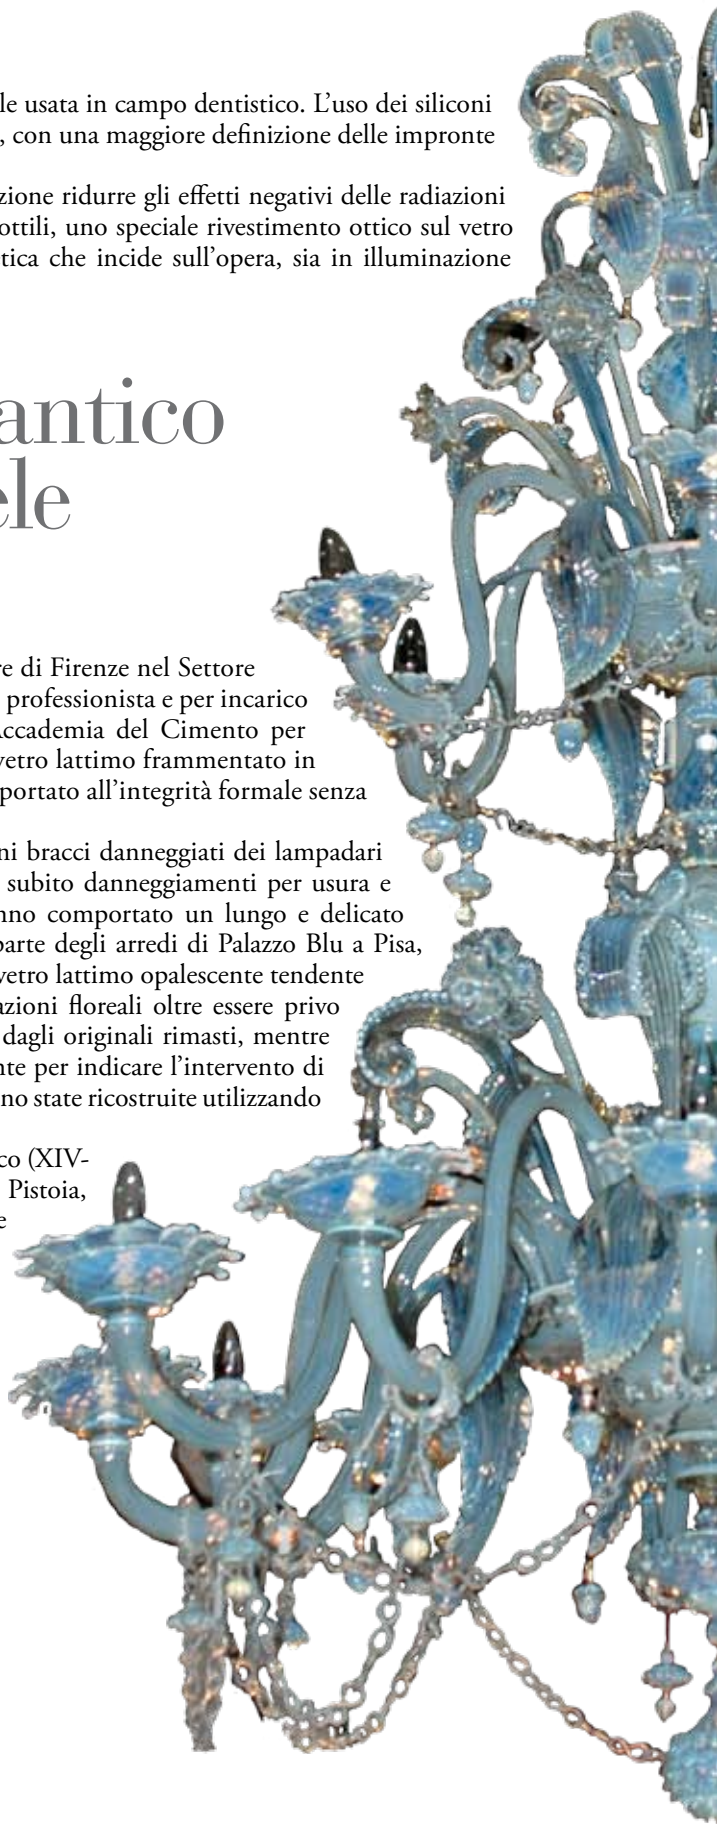 le usata in campo dentistico. L’uso dei siliconi
, con una maggiore definizione delle impronte
zione ridurre gli effetti negativi delle radiazioni
ottili, uno speciale rivestimento ottico sul vetro
tica che incide sull’opera, sia in illuminazione
antico
ele
re di Firenze nel Settore
professionista e per incarico
Accademia del Cimento per
vetro lattimo frammentato in
portato all’integrità formale senza
ni bracci danneggiati dei lampadari
subito danneggiamenti per usura e
nno comportato un lungo e delicato
parte degli arredi di Palazzo Blu a Pisa,
vetro lattimo opalescente tendente
azioni floreali oltre essere privo
dagli originali rimasti, mentre
nte per indicare l’intervento di
no state ricostruite utilizzando
co (XIV-
Pistoia,
e